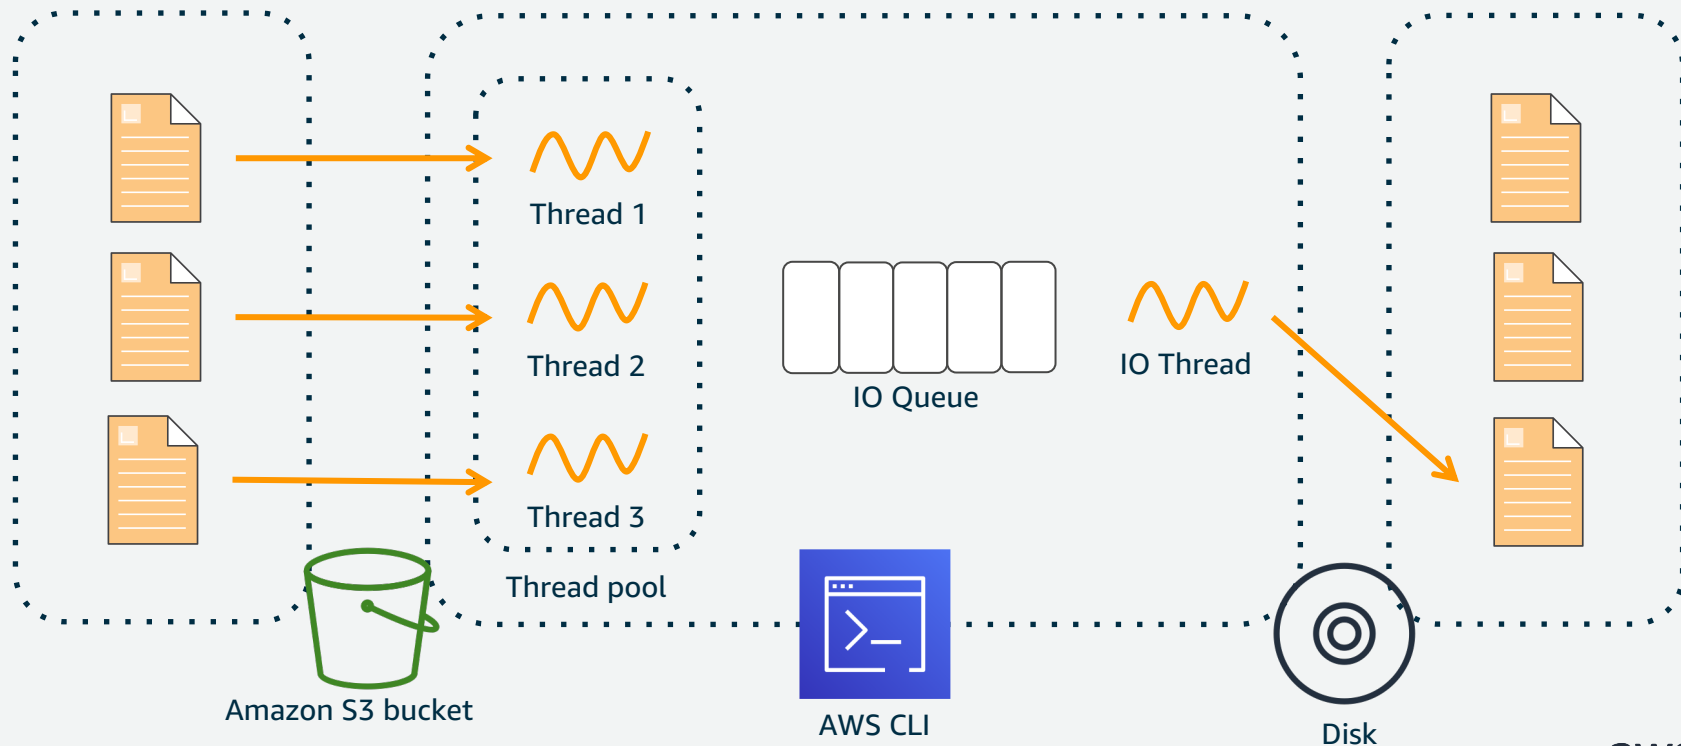 Thread 1
Thread 2
Thread 3
Thread pool
IO Queue
IO Thread
Amazon S3 bucket
AWS CLI
Disk